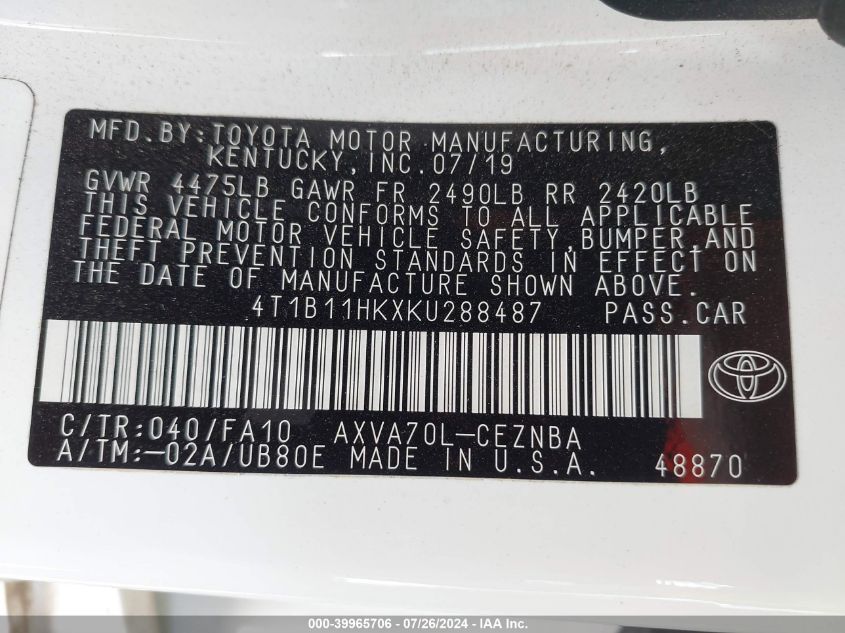 MFD. BY: TOYOTA MOTOR MANUFACTURING,
KENTUCKY, INC. 07/19
GVWR 4475LB GAWR FR 2490LB RR 2420LB
THIS VEHICLE CONFORMS TO ALL APPLICABLE
FEDERAL MOTOR VEHICLE SAFETY, BUMPER, AND
THEFT PREVENTION STANDARDS IN EFFECT ON
THE DATE OF MANUFACTURE SHOWN ABOVE.
4T1B11HKXKU288487 PASS. CAR
C/TR: 040/FA10 AXVA70L-CEZNBA
A/TM: -02A/UB80E MADE IN U.S.A. 48870
000-39965706 - 07/26/2024 - IAA Inc.